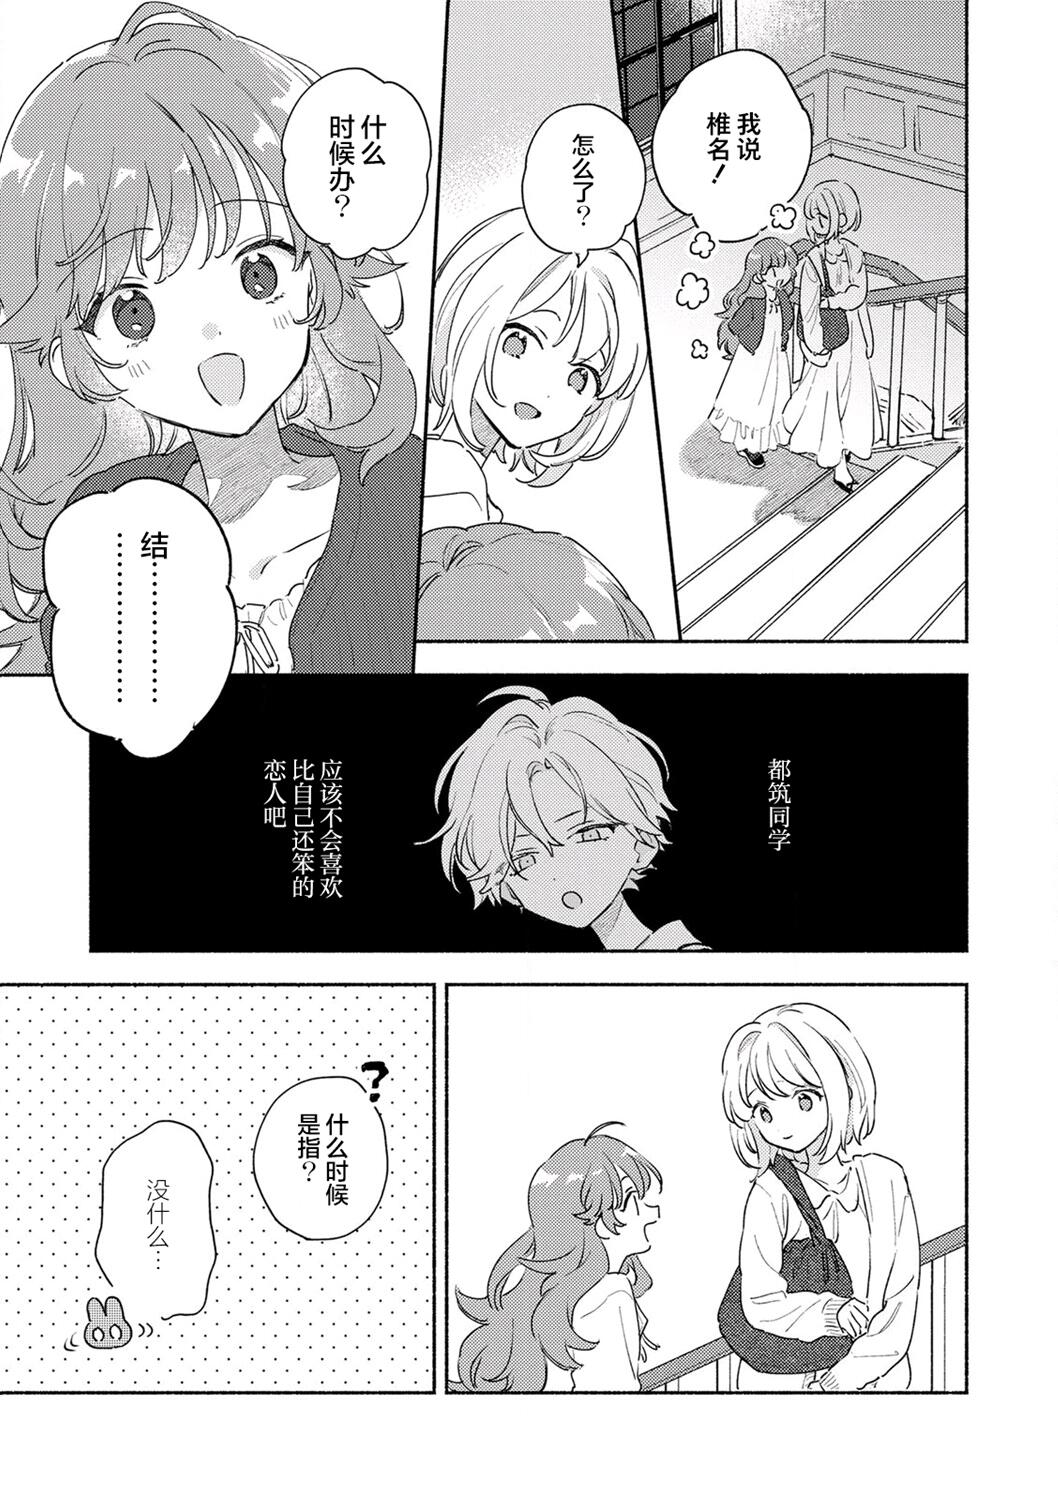 我说
椎名！
怎么了？
什么
时候办？
结…………
都筑同学
应该不会喜欢
比自己还笨的
恋人吧
？
什么时候
是指？
没什么…